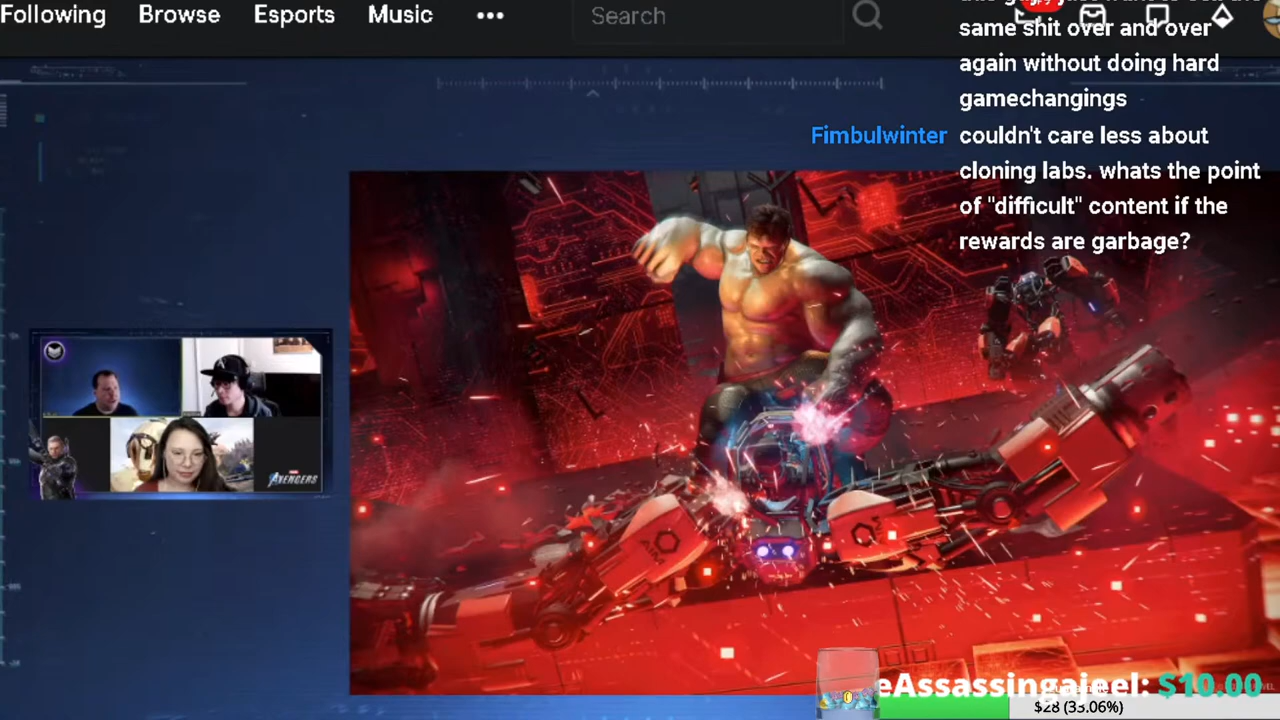 Following Browse Esports Music ••• Search
same shit over and over
again without doing hard
gamechangings
Fimbulwinter couldn't care less about
cloning labs. whats the point
of "difficult" content if the
rewards are garbage?
AVENGERS
AIM
eAssassingajeel: $10.00
$28 (33.06%)